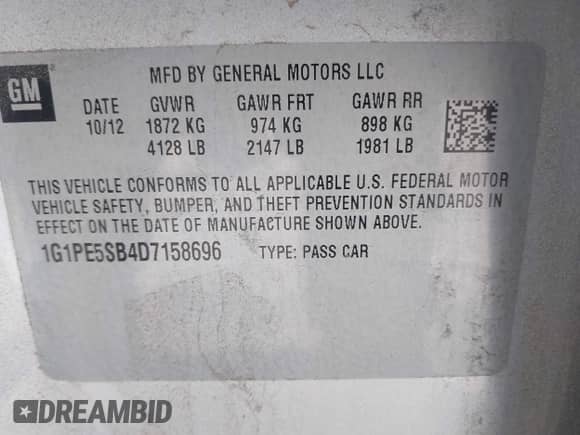 GM
MFD BY GENERAL MOTORS LLC
DATE GVWR GAWR FRT GAWR RR
10/12 1872 KG 974 KG 898 KG
4128 LB 2147 LB 1981 LB
THIS VEHICLE CONFORMS TO ALL APPLICABLE U.S. FEDERAL MOTOR
VEHICLE SAFETY, BUMPER, AND THEFT PREVENTION STANDARDS IN
EFFECT ON THE DATE OF MANUFACTURE SHOWN ABOVE.
1G1PE5SB4D7158696 TYPE: PASS CAR
DREAMBID